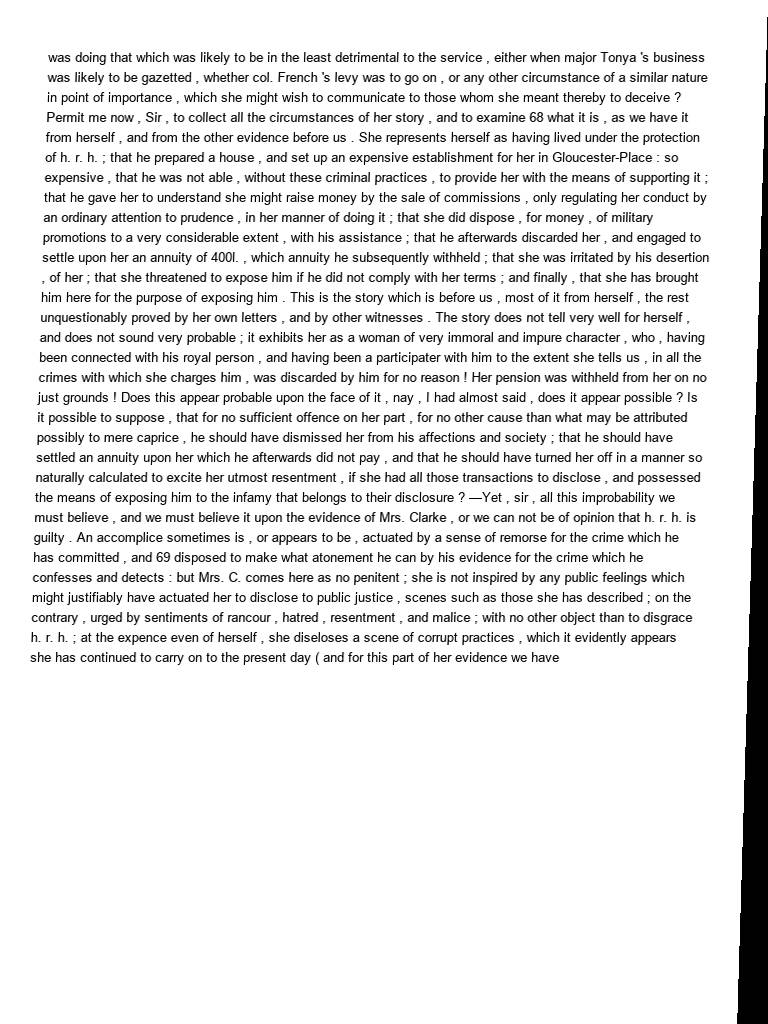 was doing that which was likely to be in the least detrimental to the service , either when major Tonya 's business
was likely to be gazetted , whether col. French 's levy was to go on , or any other circumstance of a similar nature
in point of importance , which she might wish to communicate to those whom she meant thereby to deceive ?
Permit me now , Sir , to collect all the circumstances of her story , and to examine 68 what it is , as we have it
from herself , and from the other evidence before us . She represents herself as having lived under the protection
of h. r. h. ; that he prepared a house , and set up an expensive establishment for her in Gloucester-Place : so
expensive , that he was not able , without these criminal practices , to provide her with the means of supporting it ;
that he gave her to understand she might raise money by the sale of commissions , only regulating her conduct by
an ordinary attention to prudence , in her manner of doing it ; that she did dispose , for money , of military
promotions to a very considerable extent , with his assistance ; that he afterwards discarded her , and engaged to
settle upon her an annuity of 400l. , which annuity he subsequently withheld ; that she was irritated by his desertion
, of her ; that she threatened to expose him if he did not comply with her terms ; and finally , that she has brought
him here for the purpose of exposing him . This is the story which is before us , most of it from herself , the rest
unquestionably proved by her own letters , and by other witnesses . The story does not tell very well for herself ,
and does not sound very probable ; it exhibits her as a woman of very immoral and impure character , who , having
been connected with his royal person , and having been a participater with him to the extent she tells us , in all the
crimes with which she charges him , was discarded by him for no reason ! Her pension was withheld from her on no
just grounds ! Does this appear probable upon the face of it , nay , I had almost said , does it appear possible ? Is
it possible to suppose , that for no sufficient offence on her part , for no other cause than what may be attributed
possibly to mere caprice , he should have dismissed her from his affections and society ; that he should have
settled an annuity upon her which he afterwards did not pay , and that he should have turned her off in a manner so
naturally calculated to excite her utmost resentment , if she had all those transactions to disclose , and possessed
the means of exposing him to the infamy that belongs to their disclosure ? —Yet , sir , all this improbability we
must believe , and we must believe it upon the evidence of Mrs. Clarke , or we can not be of opinion that h. r. h. is
guilty . An accomplice sometimes is , or appears to be , actuated by a sense of remorse for the crime which he
has committed , and 69 disposed to make what atonement he can by his evidence for the crime which he
confesses and detects : but Mrs. C. comes here as no penitent ; she is not inspired by any public feelings which
might justifiably have actuated her to disclose to public justice , scenes such as those she has described ; on the
contrary , urged by sentiments of rancour , hatred , resentment , and malice ; with no other object than to disgrace
h. r. h. ; at the expence even of herself , she diseloses a scene of corrupt practices , which it evidently appears
she has continued to carry on to the present day ( and for this part of her evidence we have